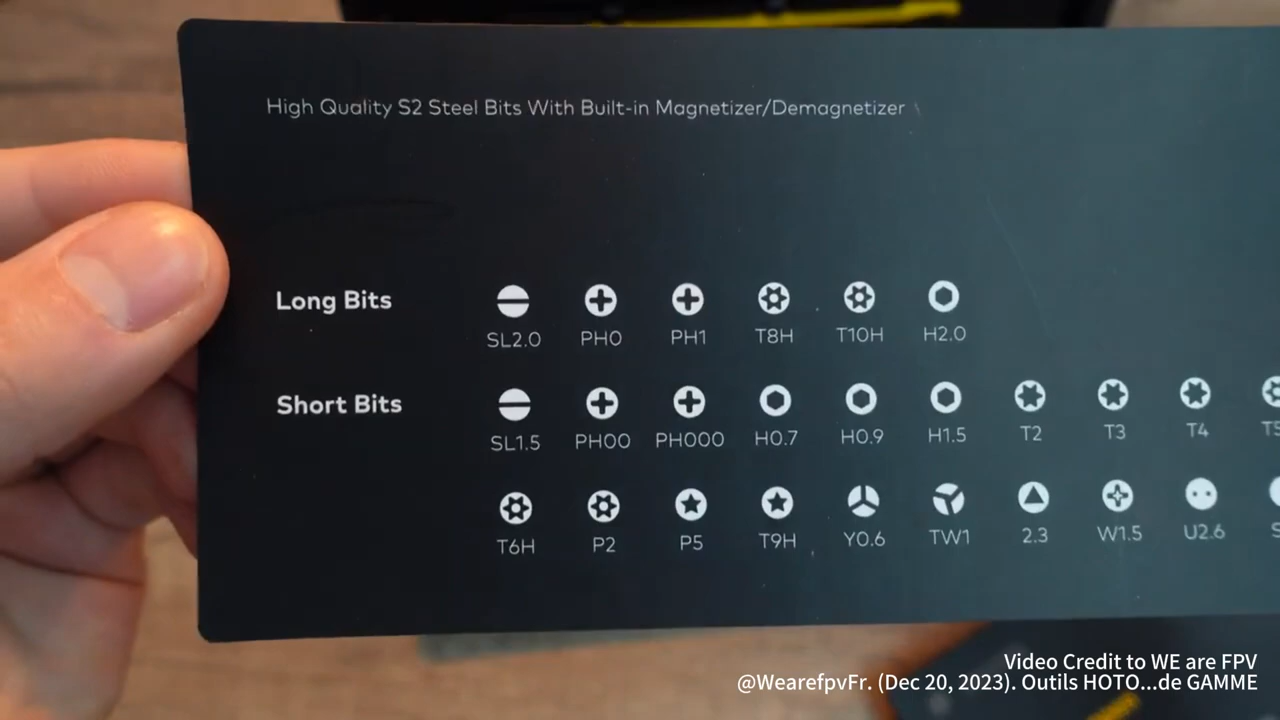 High Quality S2 Steel Bits With Built-in Magnetizer/Demagnetizer
Long Bits
SL2.0 PH0 PH1 T8H T10H H2.0
Short Bits
SL1.5 PH00 PH000 H0.7 H0.9 H1.5 T2 T3 T4
T6H P2 P5 T9H Y0.6 TW1 2.3 W1.5 U2.6
Video Credit to WE are FPV
@WearefpvFr. (Dec 20, 2023). Outils HOTO...de GAMME